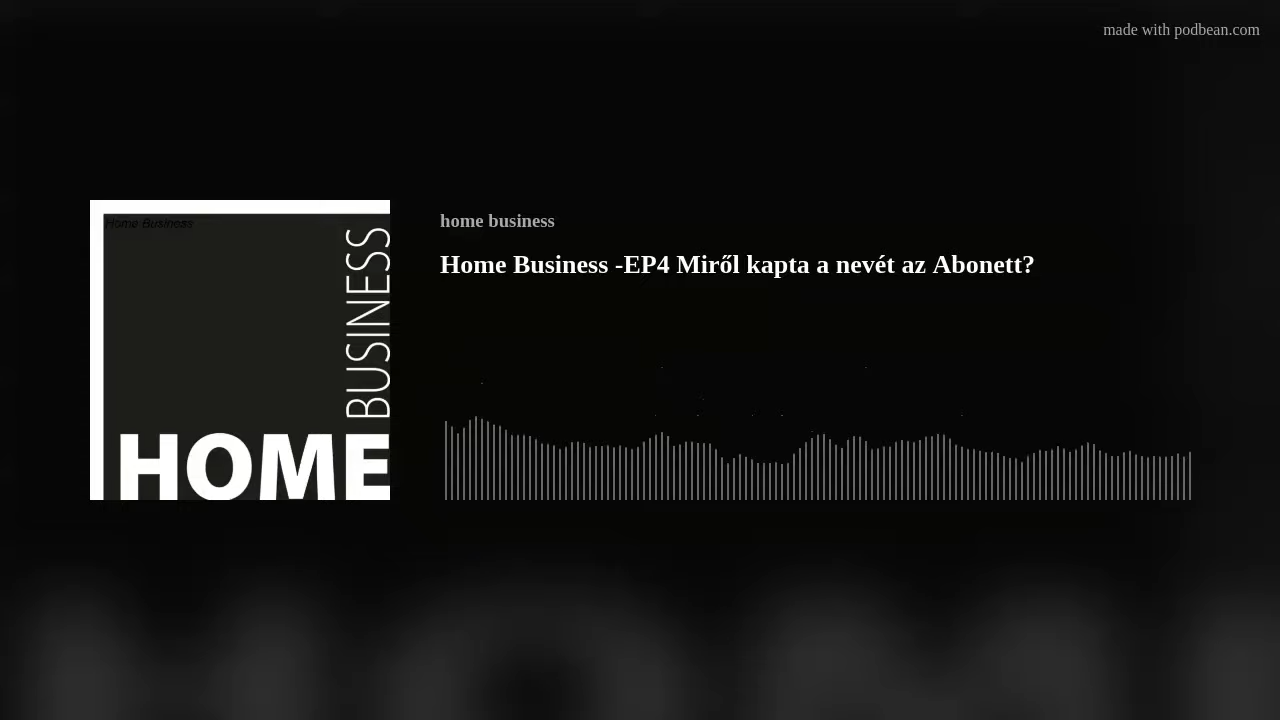 made with podbean.com
Home Business
BUSINESS
HOME
home business
Home Business -EP4 Miről kapta a nevét az Abonett?